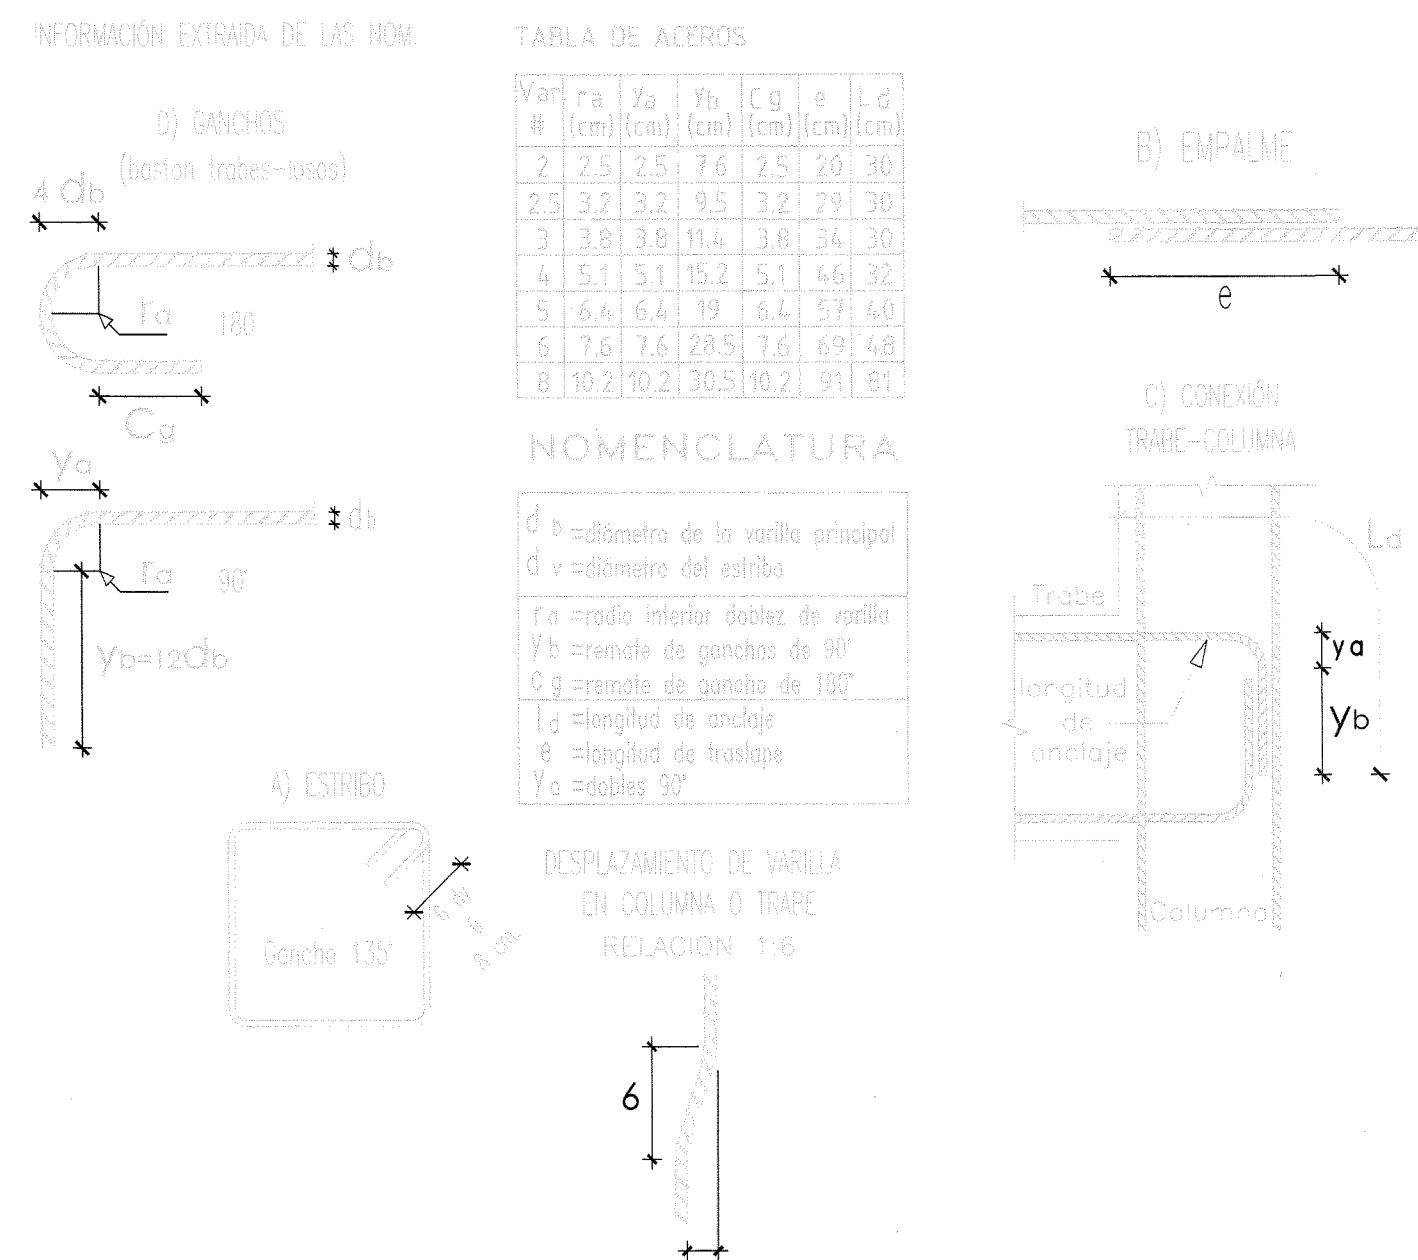 INFORMACIÓN EXTRAIDA DE LAS NOM.
D) GANCHOS
(baston trabes-losas)
4 db
db
ra
180
Cg
ya
db
ra
90°
yb=12db
A) ESTRIBO
Gancho 135°
TABLA DE ACEROS
Var # ra (cm) ya (cm) yb (cm) Cg (cm) e (cm) Ld (cm)
2 2.5 2.5 7.6 2.5 20 30
2.5 3.2 3.2 9.5 3.2 29 30
3 3.8 3.8 11.4 3.8 34 30
4 5.1 5.1 15.2 5.1 46 32
5 6.4 6.4 19 6.4 57 40
6 7.6 7.6 28.5 7.6 69 48
8 10.2 10.2 30.5 10.2 91 81
NOMENCLATURA
db =diámetro de la varilla principal
dv =diámetro del estribo
ra =radio interior doblez de varilla
yb =remate de ganchos de 90°
cg =remate de gancho de 180°
ld =longitud de anclaje
e =longitud de traslape
ya =dobles 90°
DESPLAZAMIENTO DE VARILLA
EN COLUMNA O TRABE
RELACION 1:6
6
B) EMPALME
e
C) CONEXIÓN
TRABE-COLUMNA
Ld
Trabe
ya
longitud
de
anclaje
yb
Columna